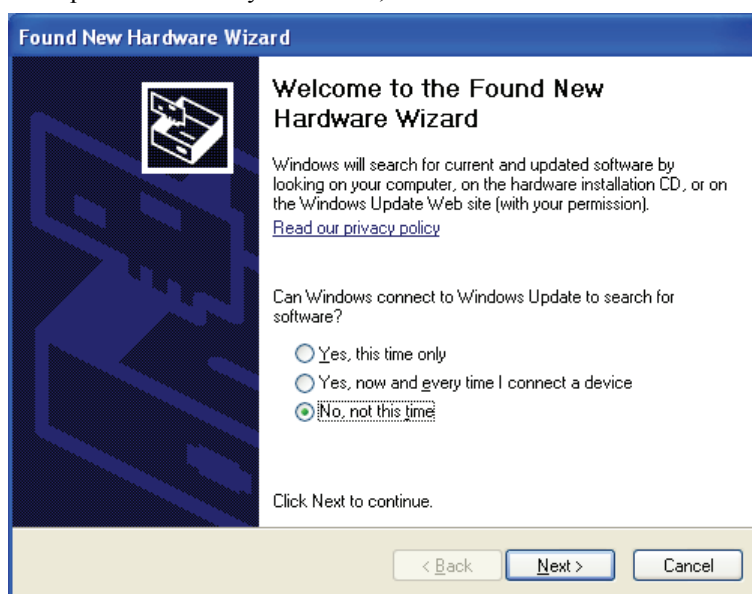 Found New Hardware Wizard
Welcome to the Found New
Hardware Wizard
Windows will search for current and updated software by
looking on your computer, on the hardware installation CD, or on
the Windows Update Web site (with your permission).
Read our privacy policy
Can Windows connect to Windows Update to search for
software?
Yes, this time only
Yes, now and every time I connect a device
No, not this time
Click Next to continue.
< Back Next > Cancel